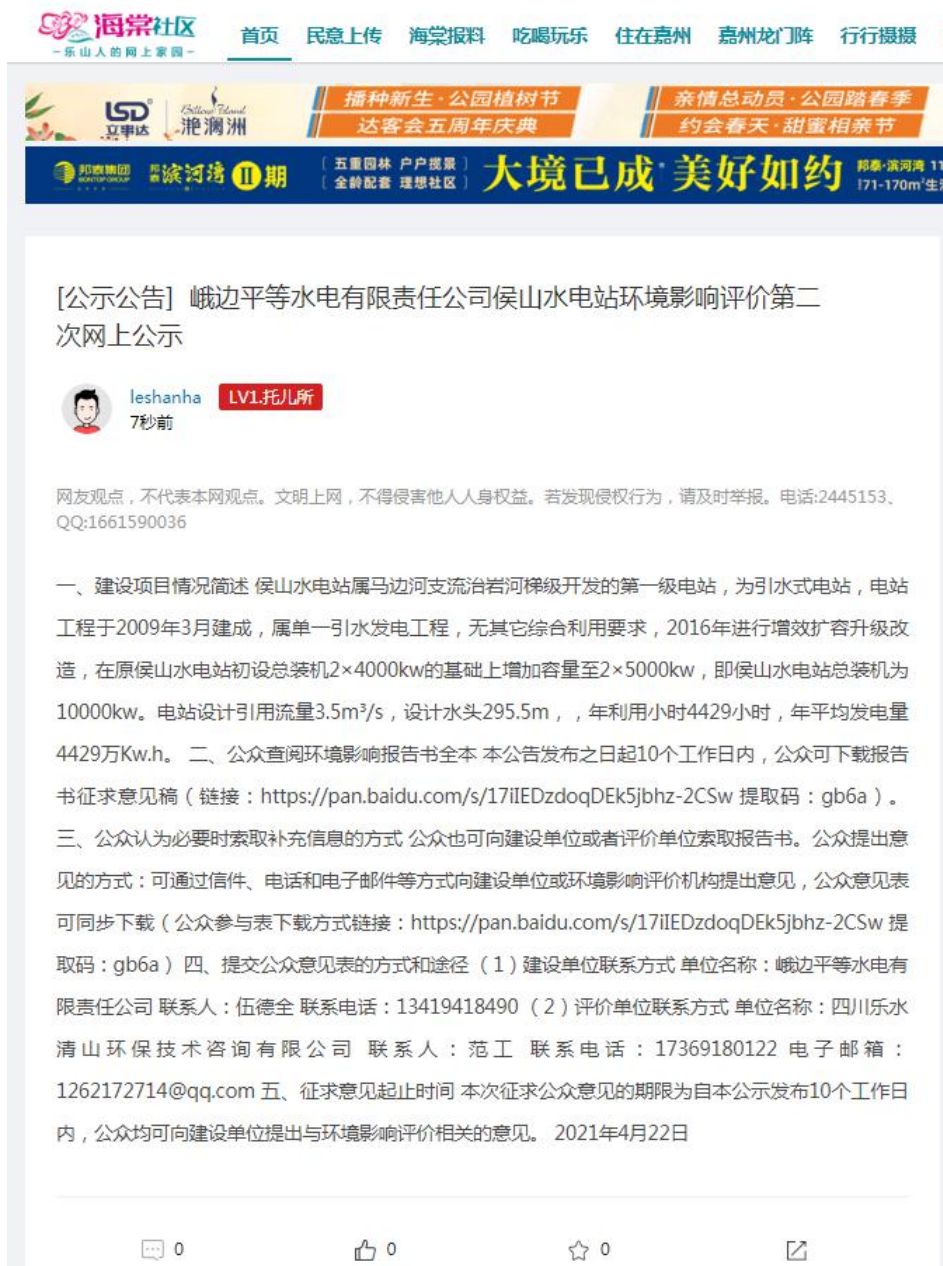 海棠社区
-乐山人的网上家园-
首页 民意上传 海棠报料 吃喝玩乐 住在嘉州 嘉州龙门阵 行行摄摄
LSD
立事达
Billow Island
滟澜洲
播种新生·公园植树节
达客会五周年庆典
亲情总动员·公园踏春季
约会春天·甜蜜相亲节
邦泰集团
BONTOP GROUP
滨河湾 II 期
五重园林 户户揽景
全龄配套 理想社区
大境已成 美好如约
邦泰·滨河湾 11
171-170m²生
[公示公告] 峨边平等水电有限责任公司侯山水电站环境影响评价第二
次网上公示
leshanha LV1.托儿所
7秒前
网友观点，不代表本网观点。文明上网，不得侵害他人人身权益。若发现侵权行为，请及时举报。电话:2445153、
QQ:1661590036
一、建设项目情况简述 侯山水电站属马边河支流治岩河梯级开发的第一级电站，为引水式电站，电站
工程于2009年3月建成，属单一引水发电工程，无其它综合利用要求，2016年进行增效扩容升级改
造，在原侯山水电站初设总装机2×4000kw的基础上增加容量至2×5000kw，即侯山水电站总装机为
10000kw。电站设计引用流量3.5m³/s，设计水头295.5m，，年利用小时4429小时，年平均发电量
4429万Kw.h。 二、公众查阅环境影响报告书全本 本公告发布之日起10个工作日内，公众可下载报告
书征求意见稿（链接：https://pan.baidu.com/s/17iIEDzdoqDEk5jbhz-2CSw 提取码：gb6a）。
三、公众认为必要时索取补充信息的方式 公众也可向建设单位或者评价单位索取报告书。公众提出意
见的方式：可通过信件、电话和电子邮件等方式向建设单位或环境影响评价机构提出意见，公众意见表
可同步下载（公众参与表下载方式链接：https://pan.baidu.com/s/17iIEDzdoqDEk5jbhz-2CSw 提
取码：gb6a） 四、提交公众意见表的方式和途径 （1）建设单位联系方式 单位名称：峨边平等水电有
限责任公司 联系人：伍德全 联系电话：13419418490 （2）评价单位联系方式 单位名称：四川乐水
清山环保技术咨询有限公司 联系人：范工 联系电话：17369180122 电子邮箱：
1262172714@qq.com 五、征求意见起止时间 本次征求公众意见的期限为自本公示发布10个工作日
内，公众均可向建设单位提出与环境影响评价相关的意见。 2021年4月22日
0 0 0